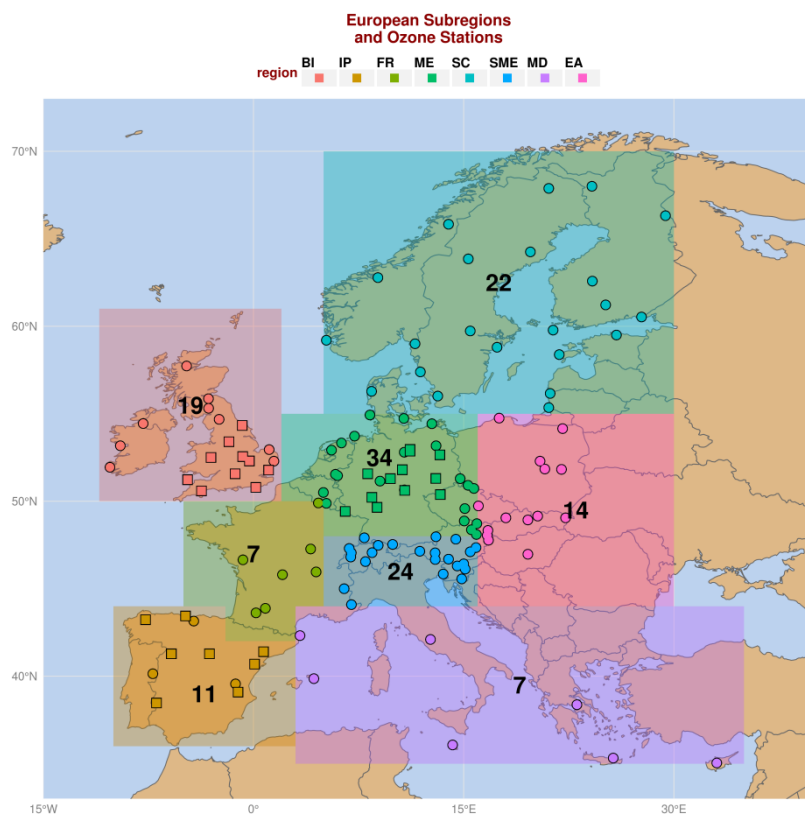 European Subregions
and Ozone Stations
region BI IP FR ME SC SME MD EA
70°N
22
60°N
19
34
50°N
14
7
24
40°N
11
7
15°W 0° 15°E 30°E